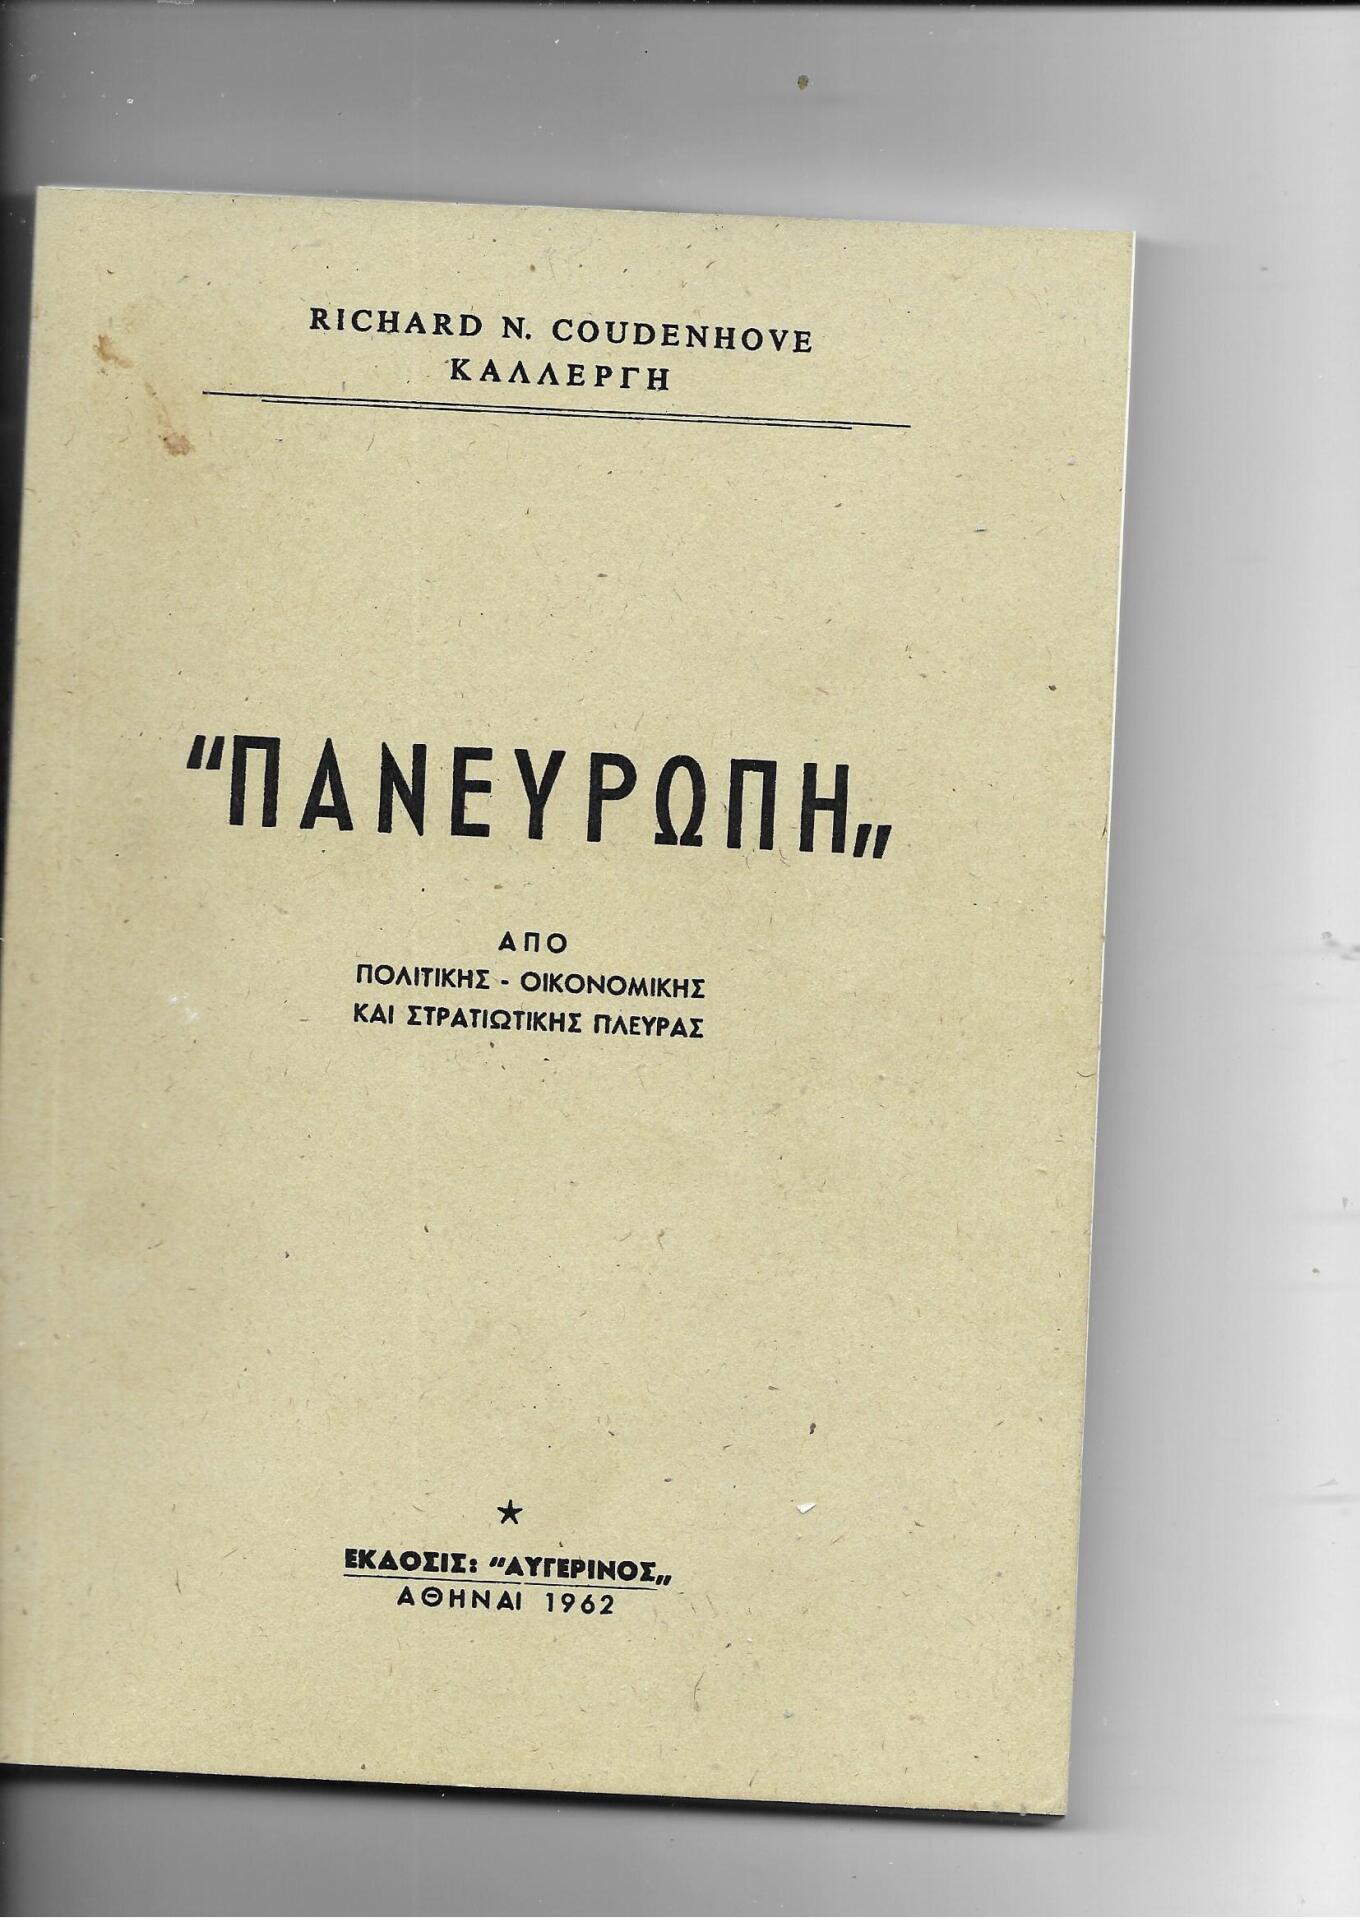 RICHARD N. COUDENHOVE
ΚΑΛΛΕΡΓΗ
“ΠΑΝΕΥΡΩΠΗ„
ΑΠΟ
ΠΟΛΙΤΙΚΗΣ - ΟΙΚΟΝΟΜΙΚΗΣ
ΚΑΙ ΣΤΡΑΤΙΩΤΙΚΗΣ ΠΛΕΥΡΑΣ
★
ΕΚΔΟΣΙΣ: “ΑΥΓΕΡΙΝΟΣ„
ΑΘΗΝΑΙ 1962